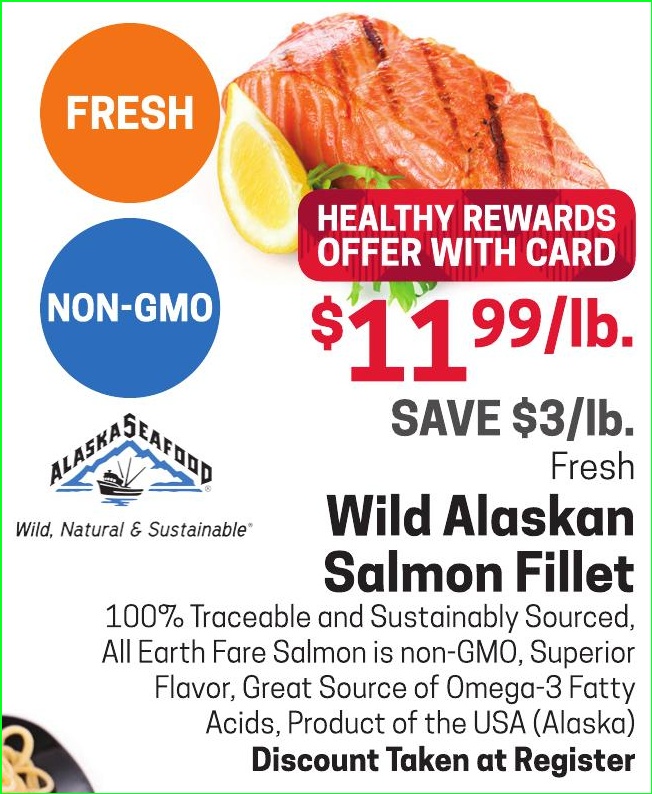 FRESH
NON-GMO
HEALTHY REWARDS
OFFER WITH CARD
$11 99/lb.
SAVE $3/lb.
Fresh
Wild Alaskan
Salmon Fillet
ALASKA SEAFOOD®
Wild, Natural & Sustainable®
100% Traceable and Sustainably Sourced,
All Earth Fare Salmon is non-GMO, Superior
Flavor, Great Source of Omega-3 Fatty
Acids, Product of the USA (Alaska)
Discount Taken at Register